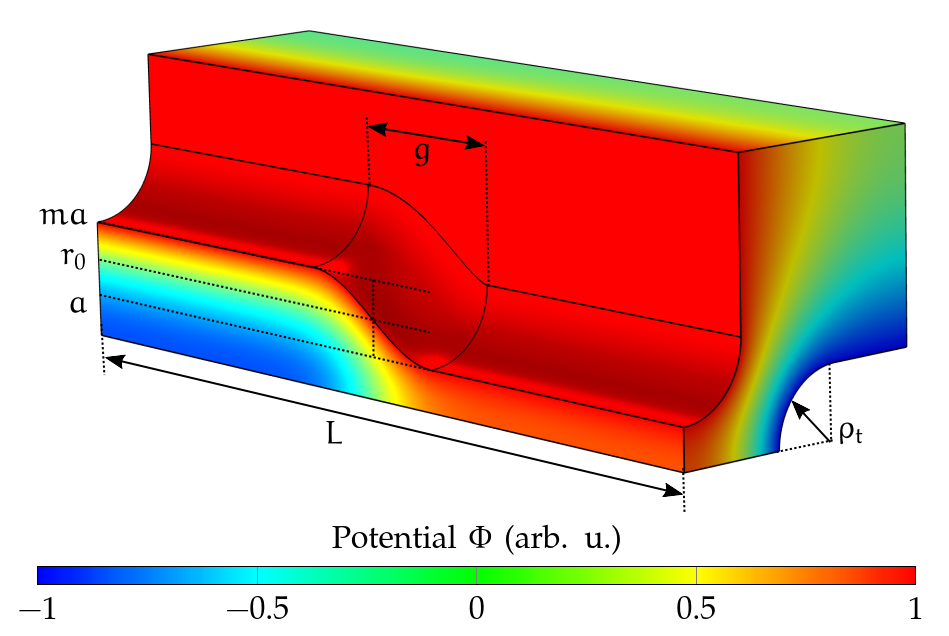 g
ma
r₀
a
L
ρₜ
Potential Φ (arb. u.)
−1 −0.5 0 0.5 1